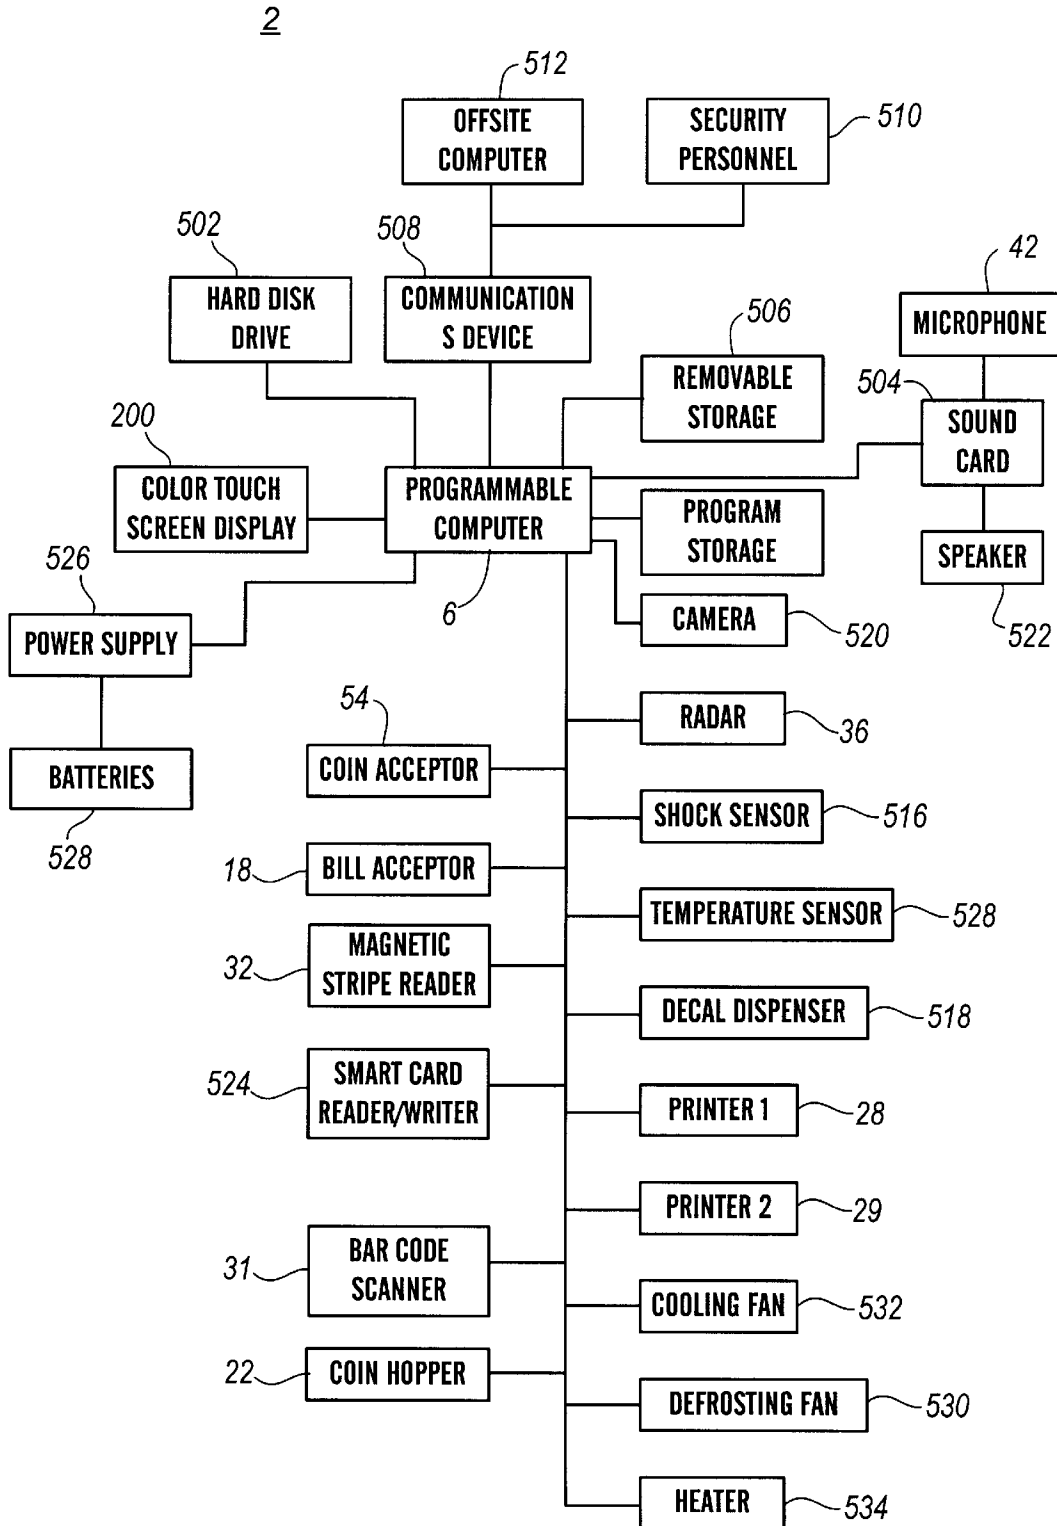 2
512
OFFSITE
COMPUTER
SECURITY
PERSONNEL
510
502
HARD DISK
DRIVE
508
COMMUNICATION
S DEVICE
506
REMOVABLE
STORAGE
42
MICROPHONE
504
SOUND
CARD
SPEAKER
522
200
COLOR TOUCH
SCREEN DISPLAY
PROGRAMMABLE
COMPUTER
6
PROGRAM
STORAGE
CAMERA
520
526
POWER SUPPLY
BATTERIES
528
54
COIN ACCEPTOR
18
BILL ACCEPTOR
32
MAGNETIC
STRIPE READER
524
SMART CARD
READER/WRITER
31
BAR CODE
SCANNER
22
COIN HOPPER
RADAR
36
SHOCK SENSOR
516
TEMPERATURE SENSOR
528
DECAL DISPENSER
518
PRINTER 1
28
PRINTER 2
29
COOLING FAN
532
DEFROSTING FAN
530
HEATER
534